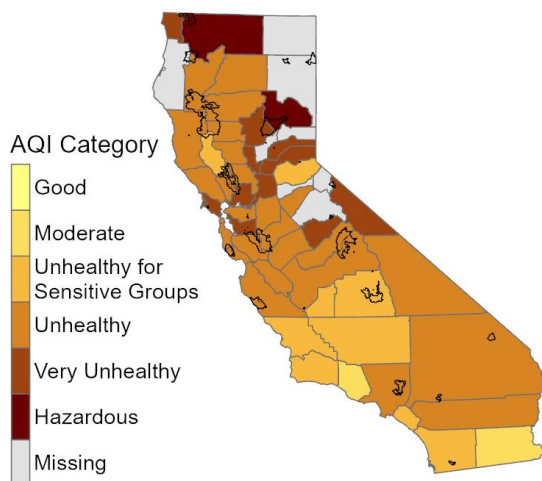 AQI Category
Good
Moderate
Unhealthy for
Sensitive Groups
Unhealthy
Very Unhealthy
Hazardous
Missing